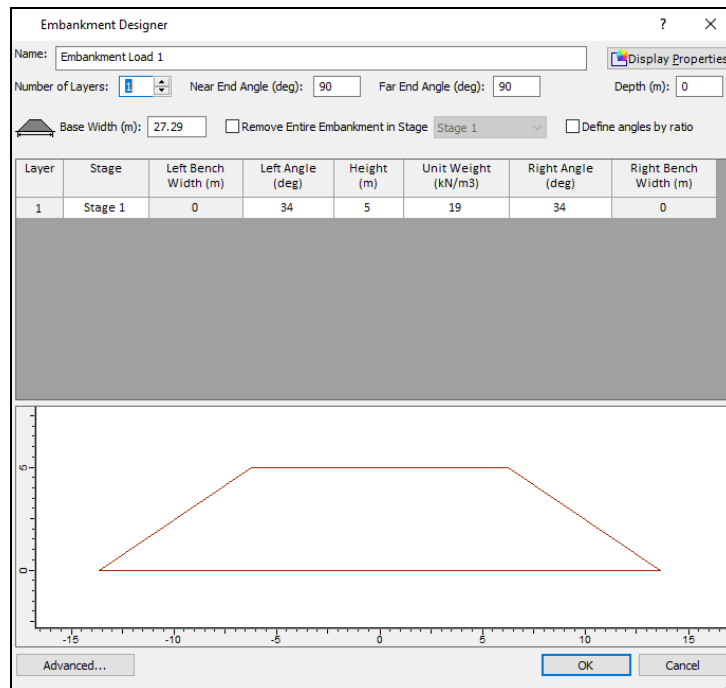 Embankment Designer ?
Name: Embankment Load 1 Display Properties
Number of Layers: 1 Near End Angle (deg): 90 Far End Angle (deg): 90 Depth (m): 0
Base Width (m): 27.29 Remove Entire Embankment in Stage Stage 1 Define angles by ratio
Layer Stage Left Bench Width (m) Left Angle (deg) Height (m) Unit Weight (kN/m3) Right Angle (deg) Right Bench Width (m)
1 Stage 1 0 34 5 19 34 0
5
0
-15 -10 -5 0 5 10 15
Advanced... OK Cancel